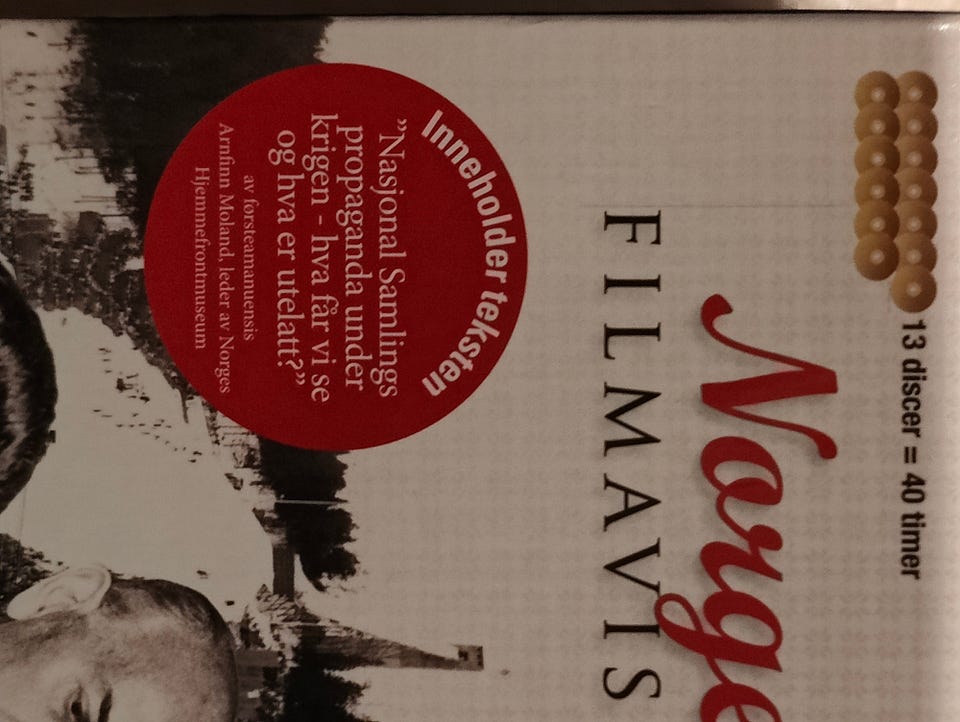 13 discer = 40 timer
Norge
FILMAVIS
Inneholder teksten
”Nasjonal Samlings
propaganda under
krigen - hva får vi se
og hva er utelatt?”
av førsteamanuensis
Arnfinn Moland, leder av Norges
Hjemmefrontmuseum